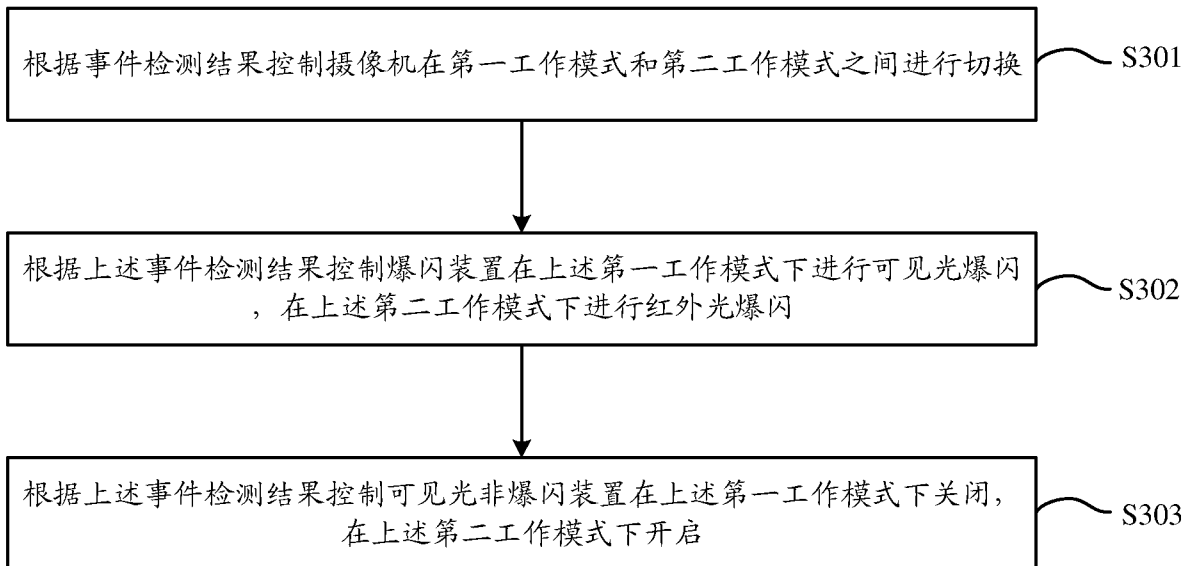 根据事件检测结果控制摄像机在第一工作模式和第二工作模式之间进行切换
S301
根据上述事件检测结果控制爆闪装置在上述第一工作模式下进行可见光爆闪
，在上述第二工作模式下进行红外光爆闪
S302
根据上述事件检测结果控制可见光非爆闪装置在上述第一工作模式下关闭，
在上述第二工作模式下开启
S303